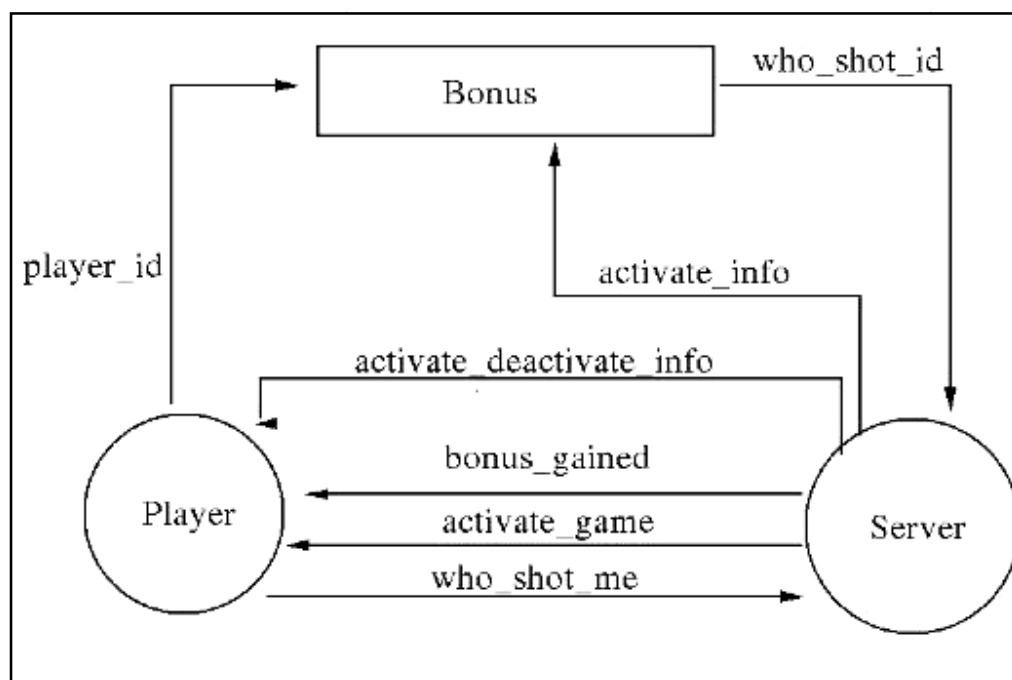 who_shot_id
Bonus
player_id
activate_info
activate_deactivate_info
bonus_gained
Player
activate_game
Server
who_shot_me